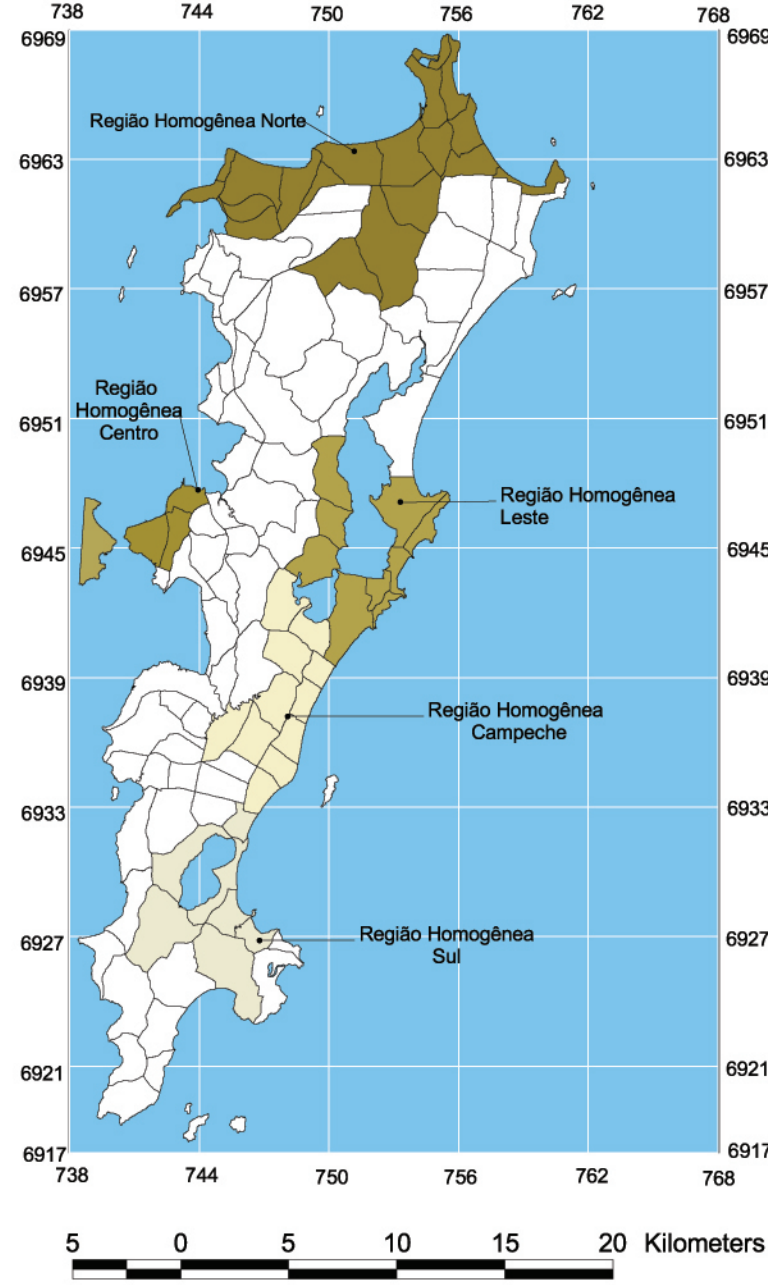 738 744 750 756 762 768
6969 6969
Região Homogênea Norte
6963 6963
6957 6957
Região
Homogênea
Centro
6951 6951
Região Homogênea
Leste
6945 6945
6939 6939
Região Homogênea
Campeche
6933 6933
6927 6927
Região Homogênea
Sul
6921 6921
6917 6917
738 744 750 756 762 768
5 0 5 10 15 20 Kilometers